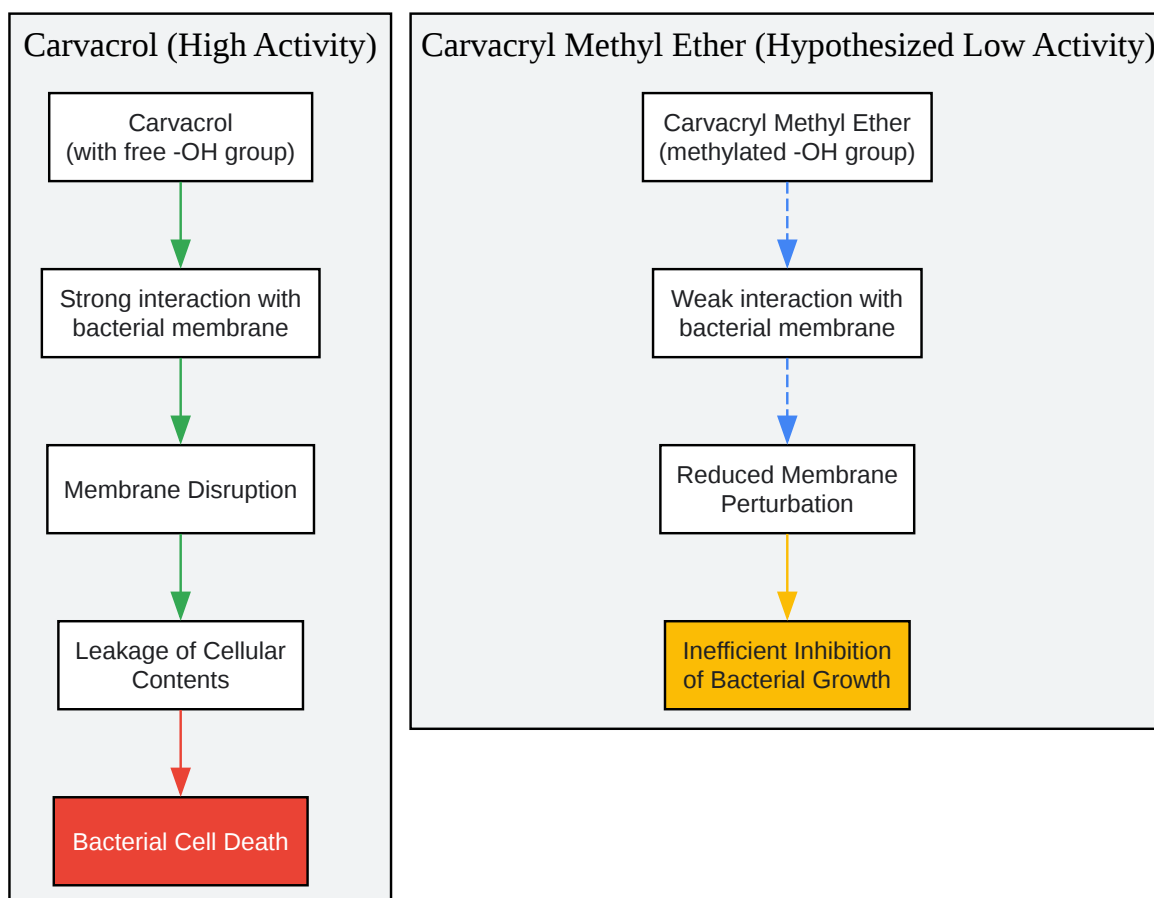 Carvacrol (High Activity)
Carvacrol
(with free -OH group)
Strong interaction with
bacterial membrane
Membrane Disruption
Leakage of Cellular
Contents
Bacterial Cell Death
Carvacryl Methyl Ether (Hypothesized Low Activity)
Carvacryl Methyl Ether
(methylated -OH group)
Weak interaction with
bacterial membrane
Reduced Membrane
Perturbation
Inefficient Inhibition
of Bacterial Growth